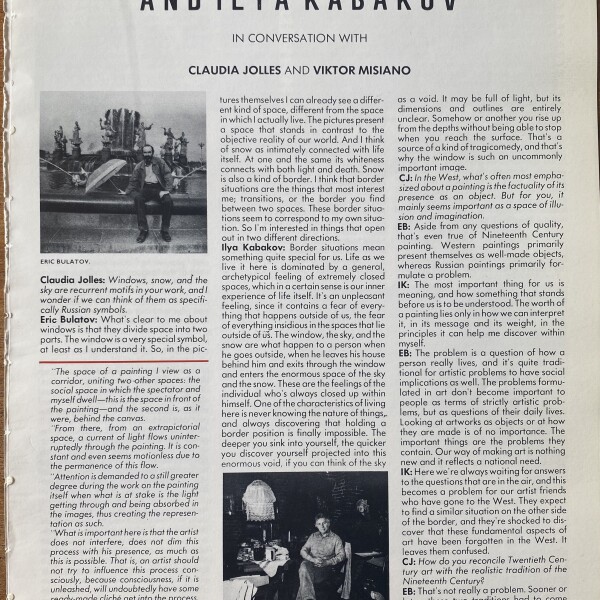 AND ILYA KABAKOV
IN CONVERSATION WITH
CLAUDIA JOLLES AND VIKTOR MISIANO
ERIC BULATOV.
Claudia Jolles: Windows, snow, and the
sky are recurrent motifs in your work, and I
wonder if we can think of them as specifi-
cally Russian symbols.
Eric Bulatov: What's clear to me about
windows is that they divide space into two
parts. The window is a very special symbol,
at least as I understand it. So, in the pic-
"The space of a painting I view as a
corridor, uniting two other spaces: the
social space in which the spectator and
myself dwell—this is the space in front of
the painting—and the second is, as it
were, behind the canvas.
"From there, from an extrapictorial
space, a current of light flows uninter-
ruptedly through the painting. It is con-
stant and even seems motionless due to
the permanence of this flow.
"Attention is demanded to a still greater
degree during the work on the painting
itself when what is at stake is the light
getting through and being absorbed in
the images, thus creating the represen-
tation as such.
"What is important here is that the artist
does not interfere, does not dim this
process with his presence, as much as
this is possible. That is, an artist should
not try to influence this process con-
sciously, because consciousness, if it is
unleashed, will undoubtedly have some
ready-made cliché get into the process
tures themselves I can already see a differ-
ent kind of space, different from the space
in which I actually live. The pictures present
a space that stands in contrast to the
objective reality of our world. And I think
of snow as intimately connected with life
itself. At one and the same its whiteness
connects with both light and death. Snow
is also a kind of border. I think that border
situations are the things that most interest
me; transitions, or the border you find
between two spaces. These border situa-
tions seem to correspond to my own situa-
tion. So I'm interested in things that open
out in two different directions.
Ilya Kabakov: Border situations mean
something quite special for us. Life as we
live it here is dominated by a general,
archetypal feeling of extremely closed
spaces, which in a certain sense is our inner
experience of life itself. It's an unpleasant
feeling, since it contains a fear of every-
thing that happens outside of us, the fear
of everything insidious in the spaces that lie
outside of us. The window, the sky, and the
snow are what happen to a person when
he goes outside, when he leaves his house
behind him and exits through the window
and enters the enormous space of the sky
and the snow. These are the feelings of the
individual who's always closed up within
himself. One of the characteristics of living
here is never knowing the nature of things,
and always discovering that holding a
border position is finally impossible. The
deeper you sink into yourself, the quicker
you discover yourself projected into this
enormous void, if you can think of the sky
as a void. It may be full of light, but its
dimensions and outlines are entirely
unclear. Somehow or another you rise up
from the depths without being able to stop
when you reach the surface. That's a
source of a kind of tragicomedy, and that's
why the window is such an uncommonly
important image.
CJ: In the West, what's often most empha-
sized about a painting is the factuality of its
presence as an object. But for you, it
mainly seems important as a space of illu-
sion and imagination.
EB: Aside from any questions of quality,
that's even true of Nineteenth Century
painting. Western paintings primarily
present themselves as well-made objects,
whereas Russian paintings primarily for-
mulate a problem.
IK: The most important thing for us is
meaning, and how something that stands
before us is to be understood. The worth of
a painting lies only in how we can interpret
it, in its message and its weight, in the
principles it can help me discover within
myself.
EB: The problem is a question of how a
person really lives, and it's quite tradi-
tional for artistic problems to have social
implications as well. The problems formu-
lated in art don't become important to
people as terms of strictly artistic prob-
lems, but as questions of their daily lives.
Looking at artworks as objects or at how
they are made is of no importance. The
important things are the problems they
contain. Our way of making art is nothing
new and it reflects a national need.
IK: Here we're always waiting for answers
to the questions that are in the air, and this
becomes a problem for our artist friends
who have gone to the West. They expect
to find a similar situation on the other side
of the border, and they're shocked to dis-
cover that these fundamental aspects of
art have been forgotten in the West. It
leaves them confused.
CJ: How do you reconcile Twentieth Cen-
tury art with the realistic tradition of the
Nineteenth Century?
EB: That's not really a problem. Sooner or